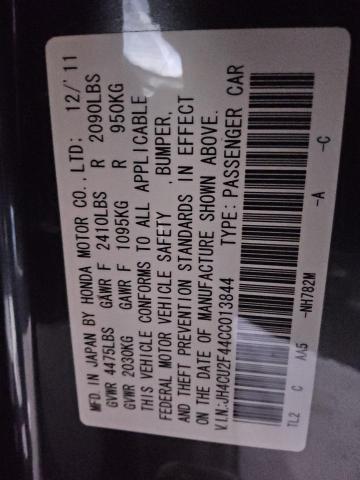 MFD. IN JAPAN BY HONDA MOTOR CO., LTD: 12/'11
GVWR 4475LBS GAWR F 2410LBS R 2090LBS
GVWR 2030KG GAWR F 1095KG R 950KG
THIS VEHICLE CONFORMS TO ALL APPLICABLE
FEDERAL MOTOR VEHICLE SAFETY , BUMPER,
AND THEFT PREVENTION STANDARDS IN EFFECT
ON THE DATE OF MANUFACTURE SHOWN ABOVE.
V.I.N:JH4CU2F44CC013844 TYPE:PASSENGER CAR
TL2 C AA5 -NH782M -A -C